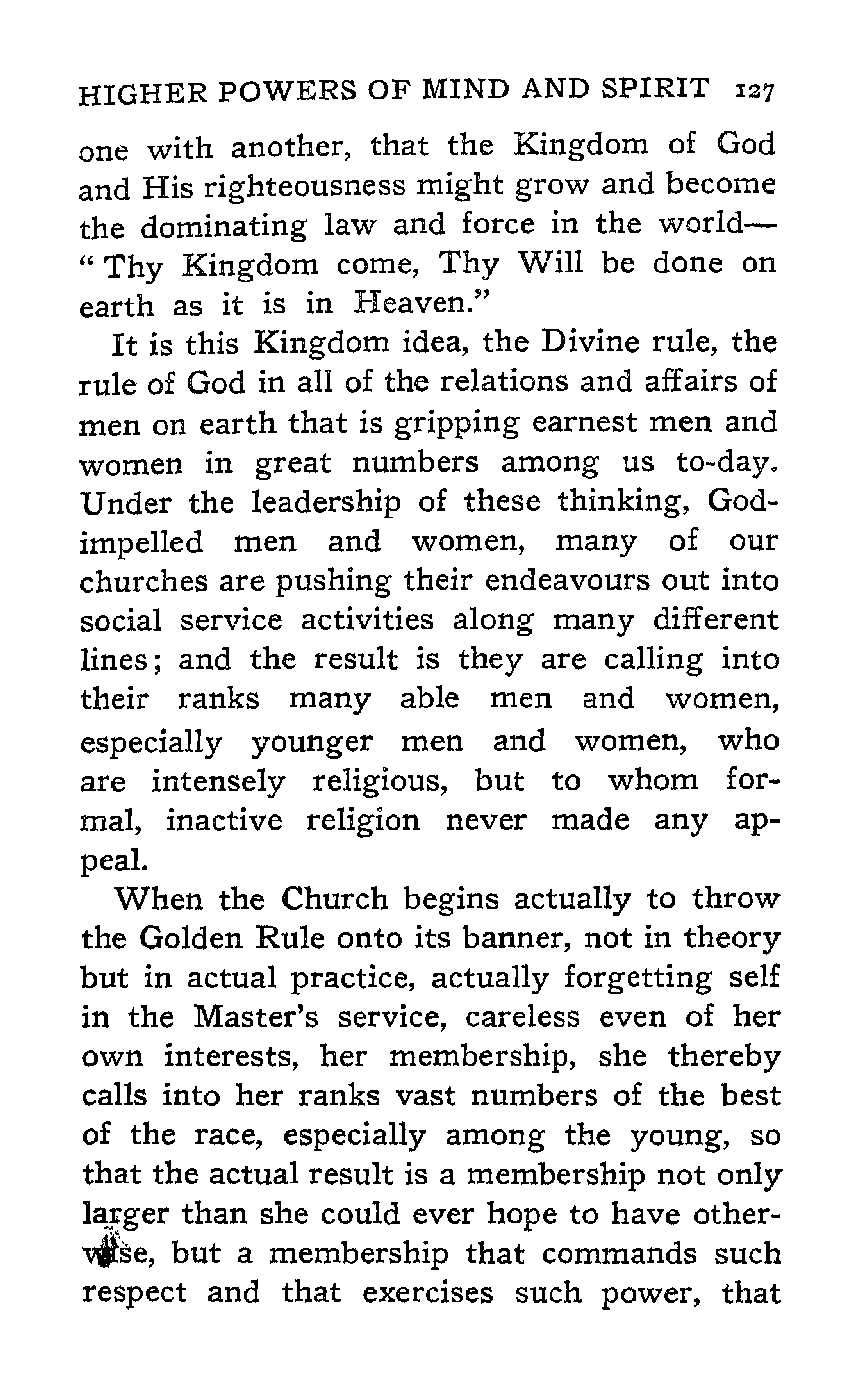 HIGHER POWERS OF MIND AND SPIRIT 127
one with another, that the Kingdom of God
and His righteousness might grow and become
the dominating law and force in the world—
" Thy Kingdom come, Thy Will be done on
earth as it is in Heaven."
It is this Kingdom idea, the Divine rule, the
rule of God in all of the relations and affairs of
men on earth that is gripping earnest men and
women in great numbers among us to-day.
Under the leadership of these thinking, God-
impelled men and women, many of our
churches are pushing their endeavours out into
social service activities along many different
lines; and the result is they are calling into
their ranks many able men and women,
especially younger men and women, who
are intensely religious, but to whom for-
mal, inactive religion never made any ap-
peal.
When the Church begins actually to throw
the Golden Rule onto its banner, not in theory
but in actual practice, actually forgetting self
in the Master's service, careless even of her
own interests, her membership, she thereby
calls into her ranks vast numbers of the best
of the race, especially among the young, so
that the actual result is a membership not only
larger than she could ever hope to have other-
wise, but a membership that commands such
respect and that exercises such power, that